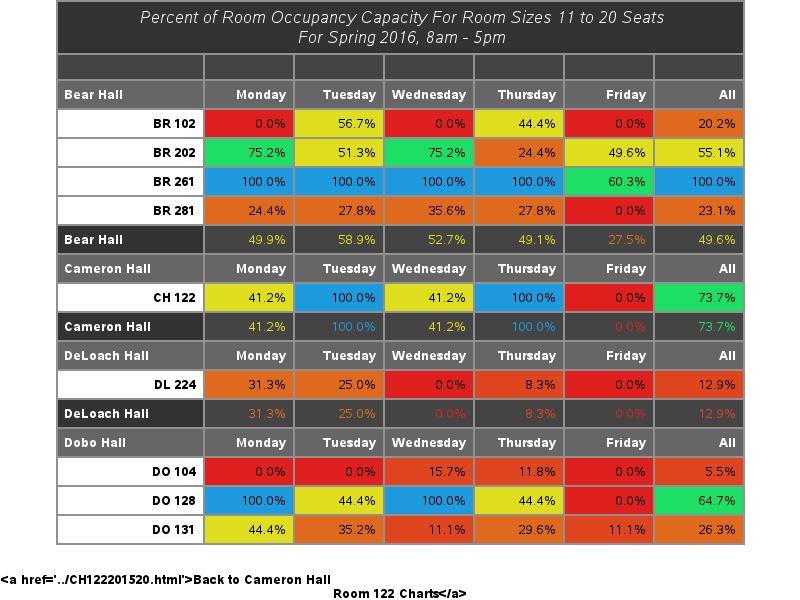 Percent of Room Occupancy Capacity For Room Sizes 11 to 20 Seats
For Spring 2016, 8am - 5pm
Bear Hall Monday Tuesday Wednesday Thursday Friday All
BR 102 0.0% 56.7% 0.0% 44.4% 0.0% 20.2%
BR 202 75.2% 51.3% 75.2% 24.4% 49.6% 55.1%
BR 261 100.0% 100.0% 100.0% 100.0% 60.3% 100.0%
BR 281 24.4% 27.8% 35.6% 27.8% 0.0% 23.1%
Bear Hall 49.9% 58.9% 52.7% 49.1% 27.5% 49.6%
Cameron Hall Monday Tuesday Wednesday Thursday Friday All
CH 122 41.2% 100.0% 41.2% 100.0% 0.0% 73.7%
Cameron Hall 41.2% 100.0% 41.2% 100.0% 0.0% 73.7%
DeLoach Hall Monday Tuesday Wednesday Thursday Friday All
DL 224 31.3% 25.0% 0.0% 8.3% 0.0% 12.9%
DeLoach Hall 31.3% 25.0% 0.0% 8.3% 0.0% 12.9%
Dobo Hall Monday Tuesday Wednesday Thursday Friday All
DO 104 0.0% 0.0% 15.7% 11.8% 0.0% 5.5%
DO 128 100.0% 44.4% 100.0% 44.4% 0.0% 64.7%
DO 131 44.4% 35.2% 11.1% 29.6% 11.1% 26.3%
<a href='../CH122201520.html'>Back to Cameron Hall
Room 122 Charts</a>